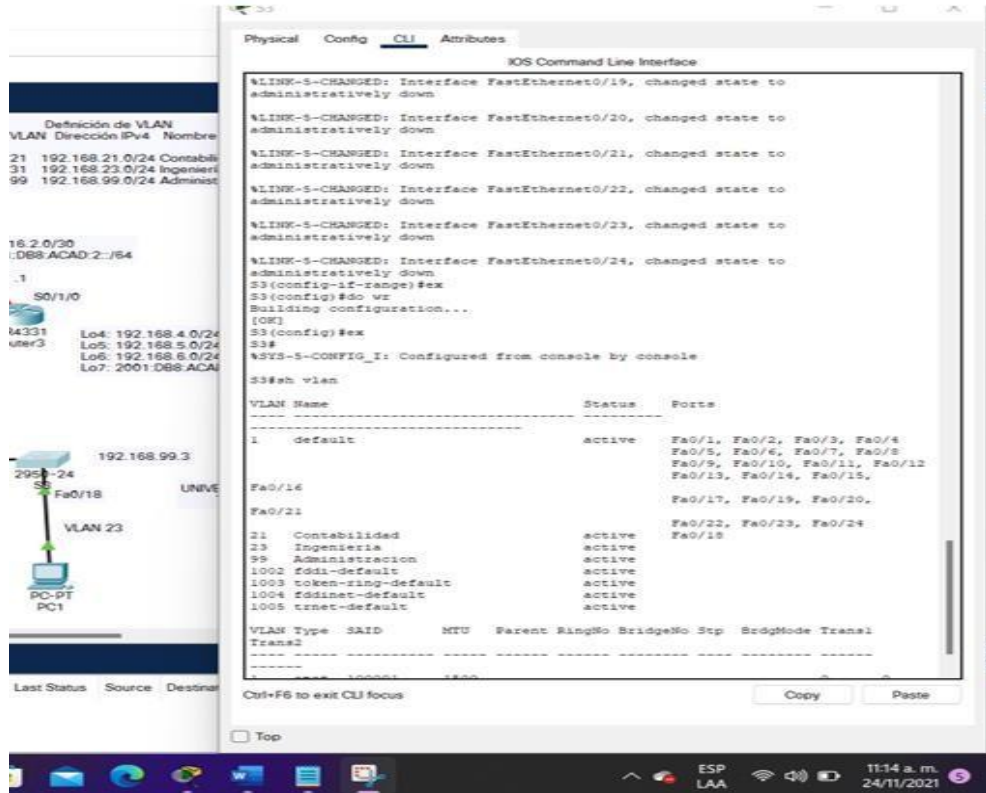 S3
Physical Config CLI Attributes
IOS Command Line Interface
%LINK-5-CHANGED: Interface FastEthernet0/19, changed state to
administratively down
%LINK-5-CHANGED: Interface FastEthernet0/20, changed state to
administratively down
%LINK-5-CHANGED: Interface FastEthernet0/21, changed state to
administratively down
%LINK-5-CHANGED: Interface FastEthernet0/22, changed state to
administratively down
%LINK-5-CHANGED: Interface FastEthernet0/23, changed state to
administratively down
%LINK-5-CHANGED: Interface FastEthernet0/24, changed state to
administratively down
S3(config-if-range)#ex
S3(config)#do wr
Building configuration...
[OK]
S3(config)#ex
S3#
%SYS-5-CONFIG_I: Configured from console by console
S3#sh vlan
VLAN Name Status Ports
---- -------------------------------- --------- -------------------------------
1 default active Fa0/1, Fa0/2, Fa0/3, Fa0/4
Fa0/5, Fa0/6, Fa0/7, Fa0/8
Fa0/9, Fa0/10, Fa0/11, Fa0/12
Fa0/13, Fa0/14, Fa0/15,
Fa0/16
Fa0/17, Fa0/19, Fa0/20,
Fa0/21
Fa0/22, Fa0/23, Fa0/24
21 Contabilidad active Fa0/18
23 Ingenieria active
99 Administracion active
1002 fddi-default active
1003 token-ring-default active
1004 fddinet-default active
1005 trnet-default active
VLAN Type SAID MTU Parent RingNo BridgeNo Stp BrdgMode Trans1
Trans2
Ctrl+F6 to exit CLI focus
Copy Paste
Top
Definición de VLAN
VLAN Dirección IPv4 Nombre
21 192.168.21.0/24 Contabili
31 192.168.23.0/24 Ingenieri
99 192.168.99.0/24 Administ
16.2.0/30
:DB8:ACAD:2::/64
.1
S0/1/0
R4331
uter3
Lo4: 192.168.4.0/24
Lo5: 192.168.5.0/24
Lo6: 192.168.6.0/24
Lo7: 2001:DB8:ACA
192.168.99.3
2950-24
S3
Fa0/18
UNIVE
VLAN 23
PC-PT
PC1
Last Status Source Destinat
ESP
LAA
11:14 a. m.
24/11/2021
5